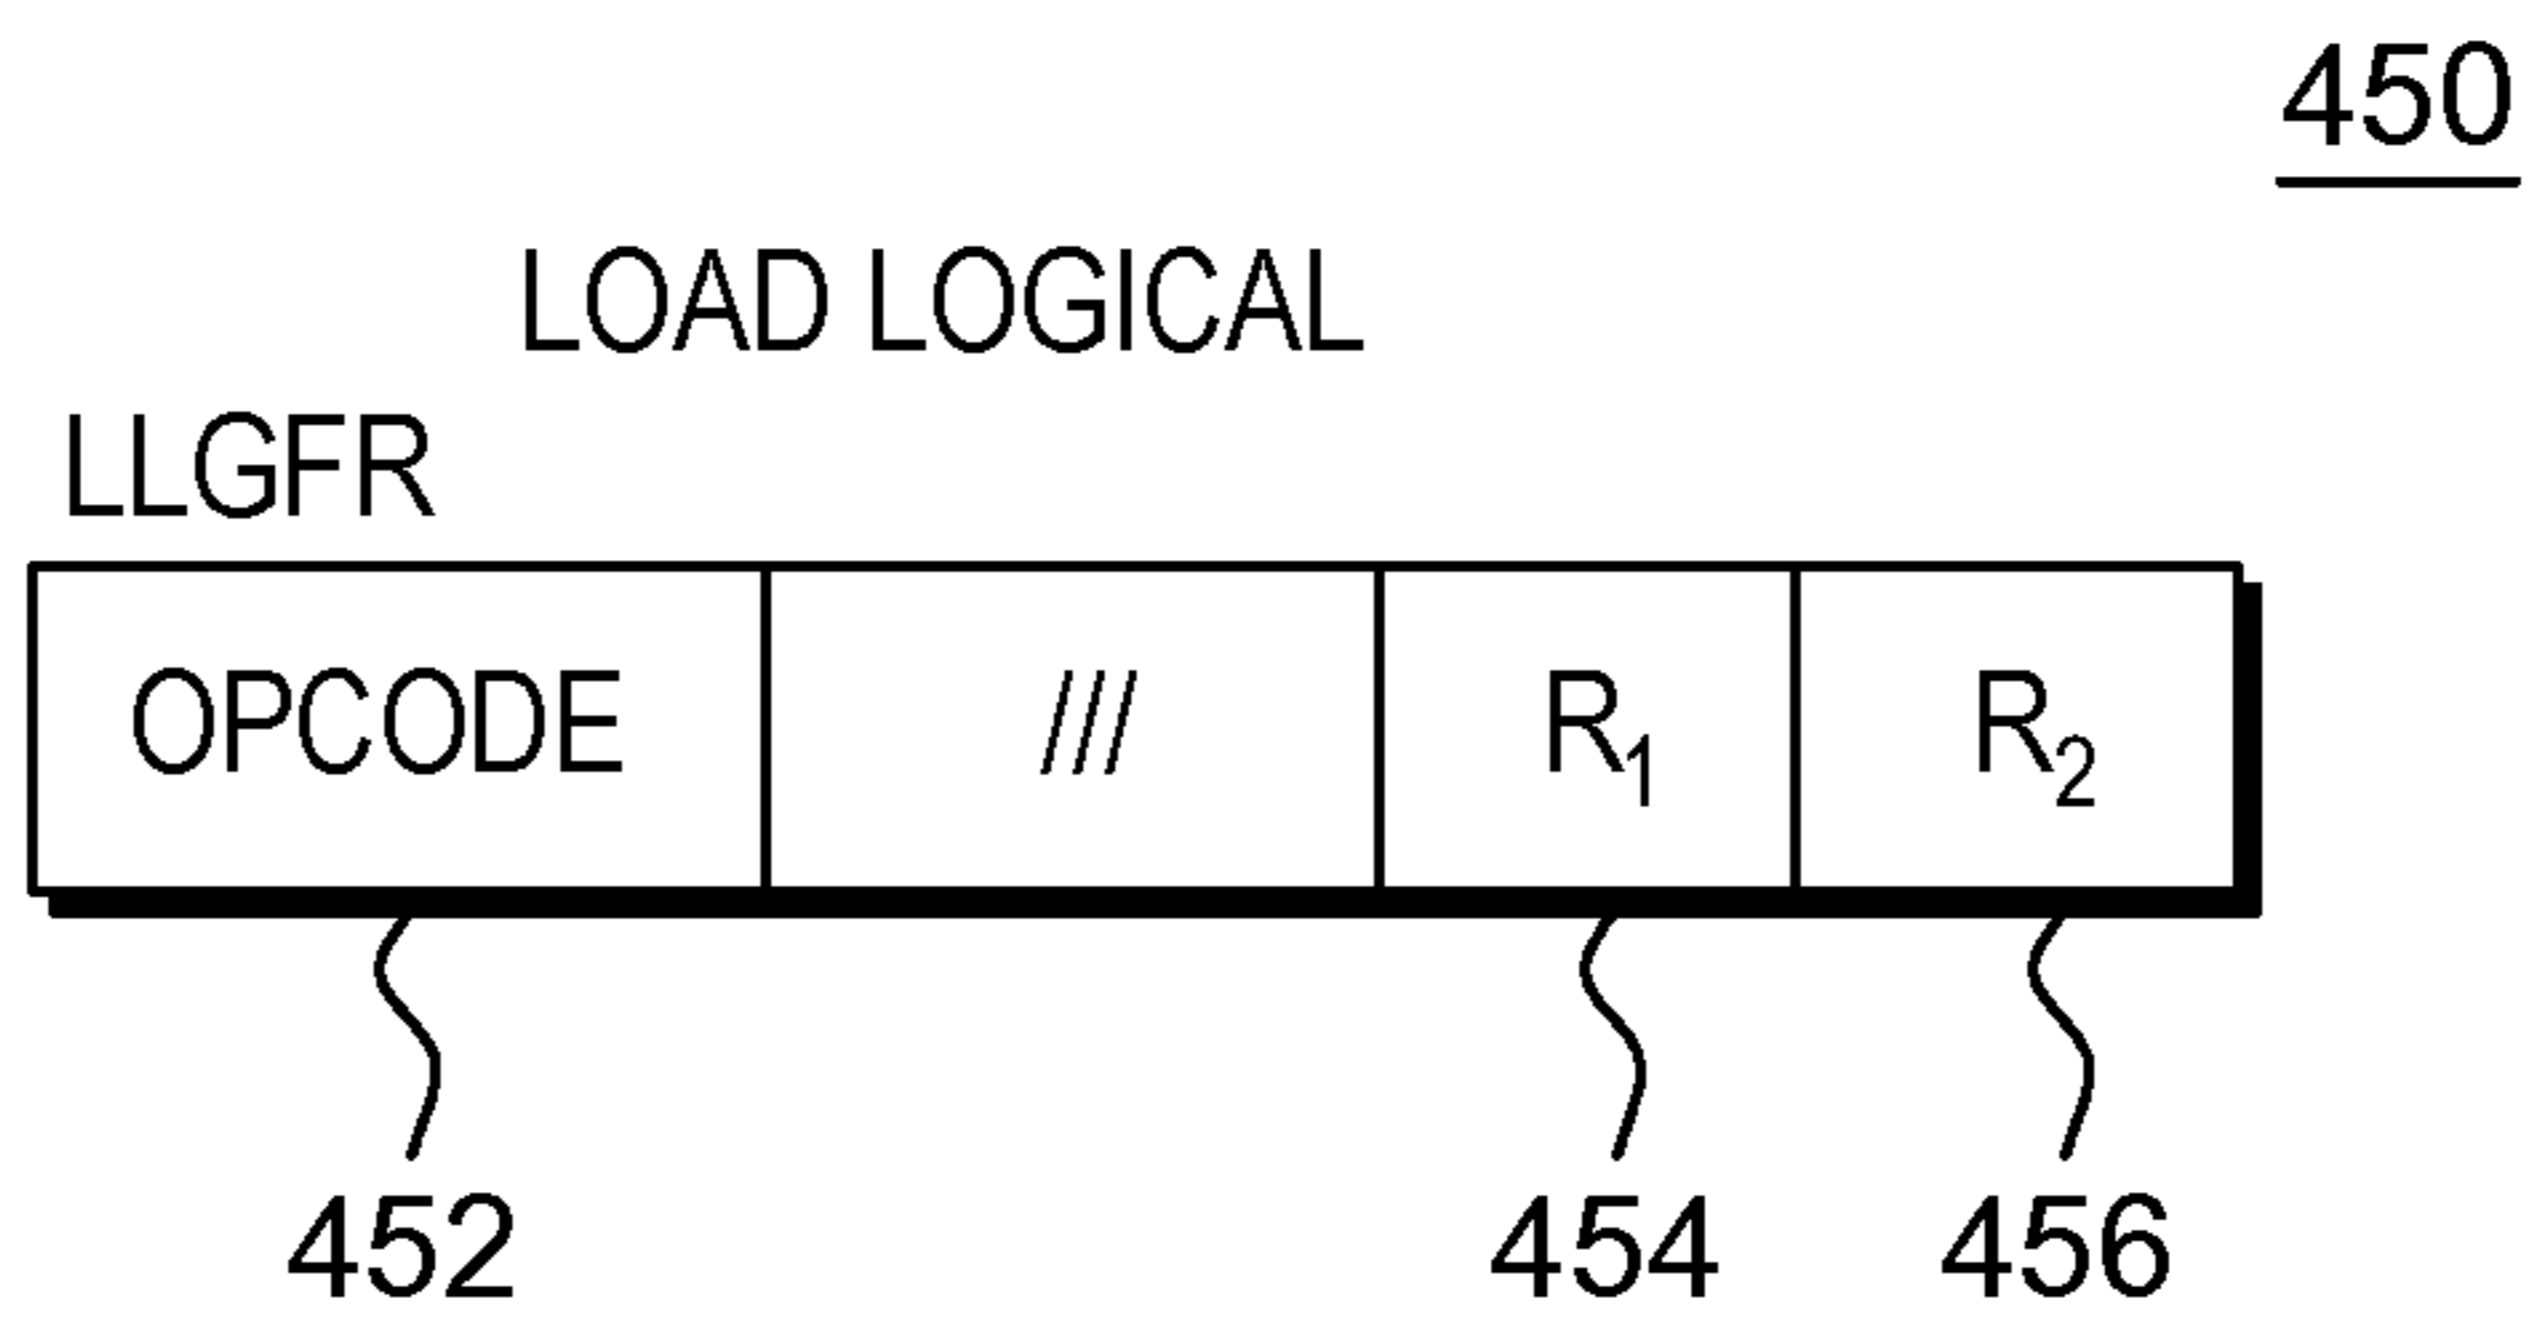 450
LOAD LOGICAL
LLGFR
OPCODE /// R₁ R₂
452 454 456